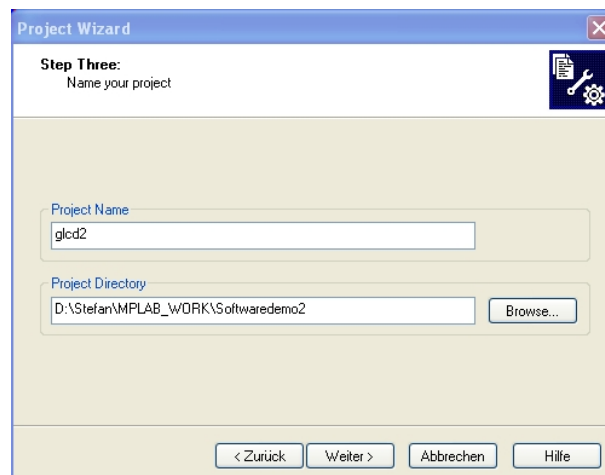 Project Wizard
Step Three:
Name your project
Project Name
glcd2
Project Directory
D:\Stefan\MPLAB_WORK\Softwaredemo2
Browse...
< Zurück
Weiter >
Abbrechen
Hilfe